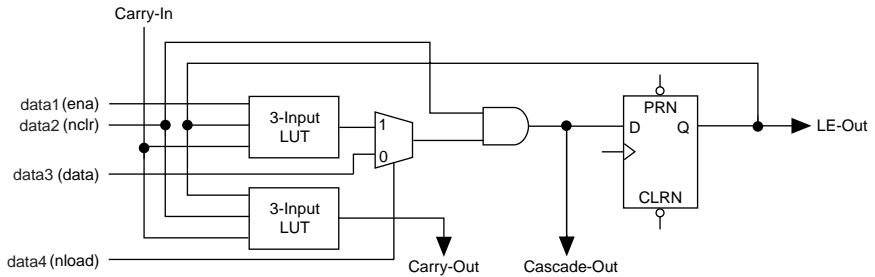 Carry-In
data1 (ena)
data2 (nclr)
3-Input
LUT
1
0
data3 (data)
3-Input
LUT
data4 (nload)
Carry-Out
Cascade-Out
PRN
D
Q
CLRN
LE-Out